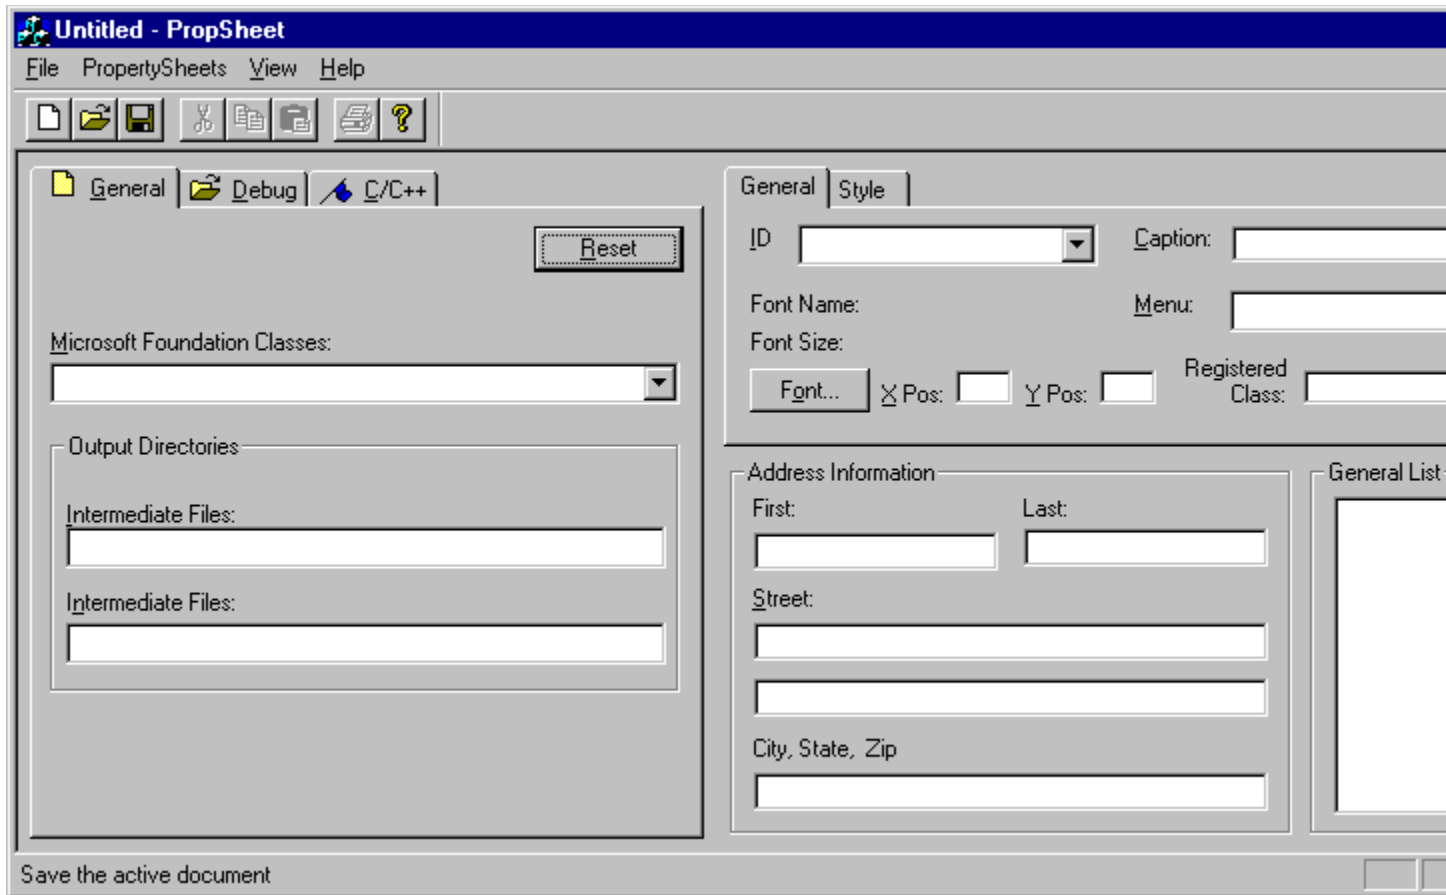 Untitled - PropSheet
File PropertySheets View Help
General Debug C/C++
Reset
Microsoft Foundation Classes:
Output Directories
Intermediate Files:
Intermediate Files:
General Style
ID Caption:
Font Name: Menu:
Font Size:
Font... X Pos: Y Pos: Registered Class:
Address Information
First: Last:
Street:
City, State, Zip
General List
Save the active document